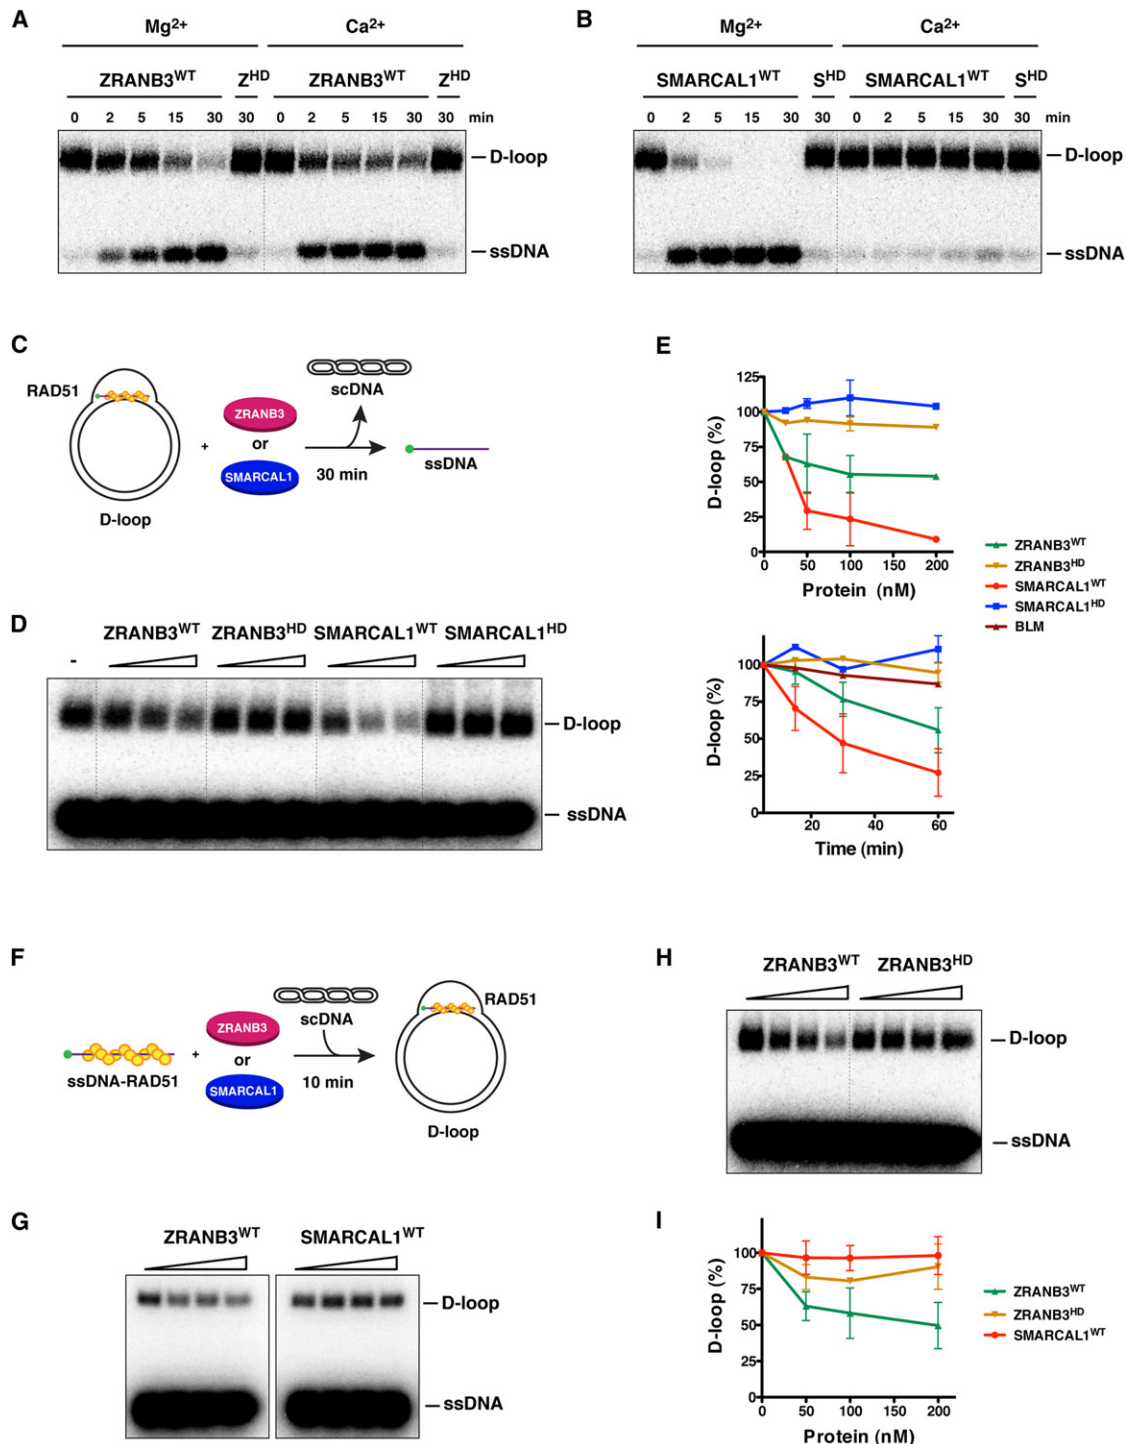 A
Mg2+ Ca2+
ZRANB3WT ZHD ZRANB3WT ZHD
0 2 5 15 30 30 0 2 5 15 30 30 min
D-loop
ssDNA
B
Mg2+ Ca2+
SMARCAL1WT SHD SMARCAL1WT SHD
0 2 5 15 30 30 0 2 5 15 30 30 min
D-loop
ssDNA
C
RAD51
D-loop
+
ZRANB3
or
SMARCAL1
scDNA
30 min
ssDNA
D
- ZRANB3WT ZRANB3HD SMARCAL1WT SMARCAL1HD
D-loop
ssDNA
E
D-loop (%)
125
100
75
50
25
0
0 50 100 150 200
Protein (nM)
ZRANB3WT
ZRANB3HD
SMARCAL1WT
SMARCAL1HD
BLM
D-loop (%)
100
75
50
25
0
20 40 60
Time (min)
F
ssDNA-RAD51
+
ZRANB3
or
SMARCAL1
scDNA
10 min
RAD51
D-loop
H
ZRANB3WT ZRANB3HD
D-loop
ssDNA
G
ZRANB3WT SMARCAL1WT
D-loop
ssDNA
I
D-loop (%)
100
75
50
25
0
0 50 100 150 200
Protein (nM)
ZRANB3WT
ZRANB3HD
SMARCAL1WT